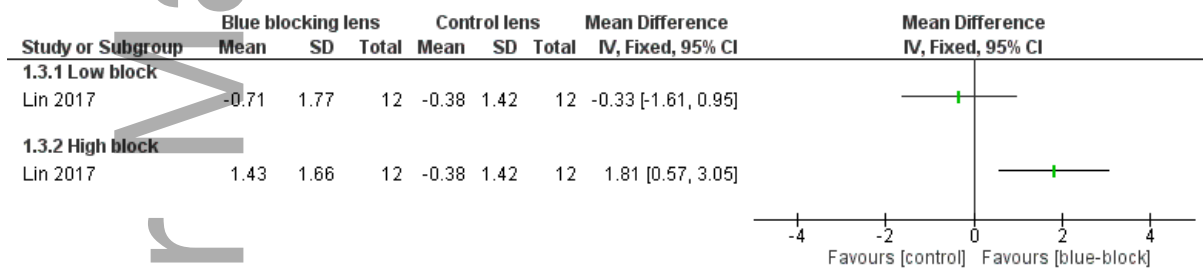 Blue blocking lens Control lens Mean Difference Mean Difference
Study or Subgroup Mean SD Total Mean SD Total IV, Fixed, 95% CI IV, Fixed, 95% CI
1.3.1 Low block
Lin 2017 -0.71 1.77 12 -0.38 1.42 12 -0.33 [-1.61, 0.95]
1.3.2 High block
Lin 2017 1.43 1.66 12 -0.38 1.42 12 1.81 [0.57, 3.05]
-4 -2 0 2 4
Favours [control] Favours [blue-block]